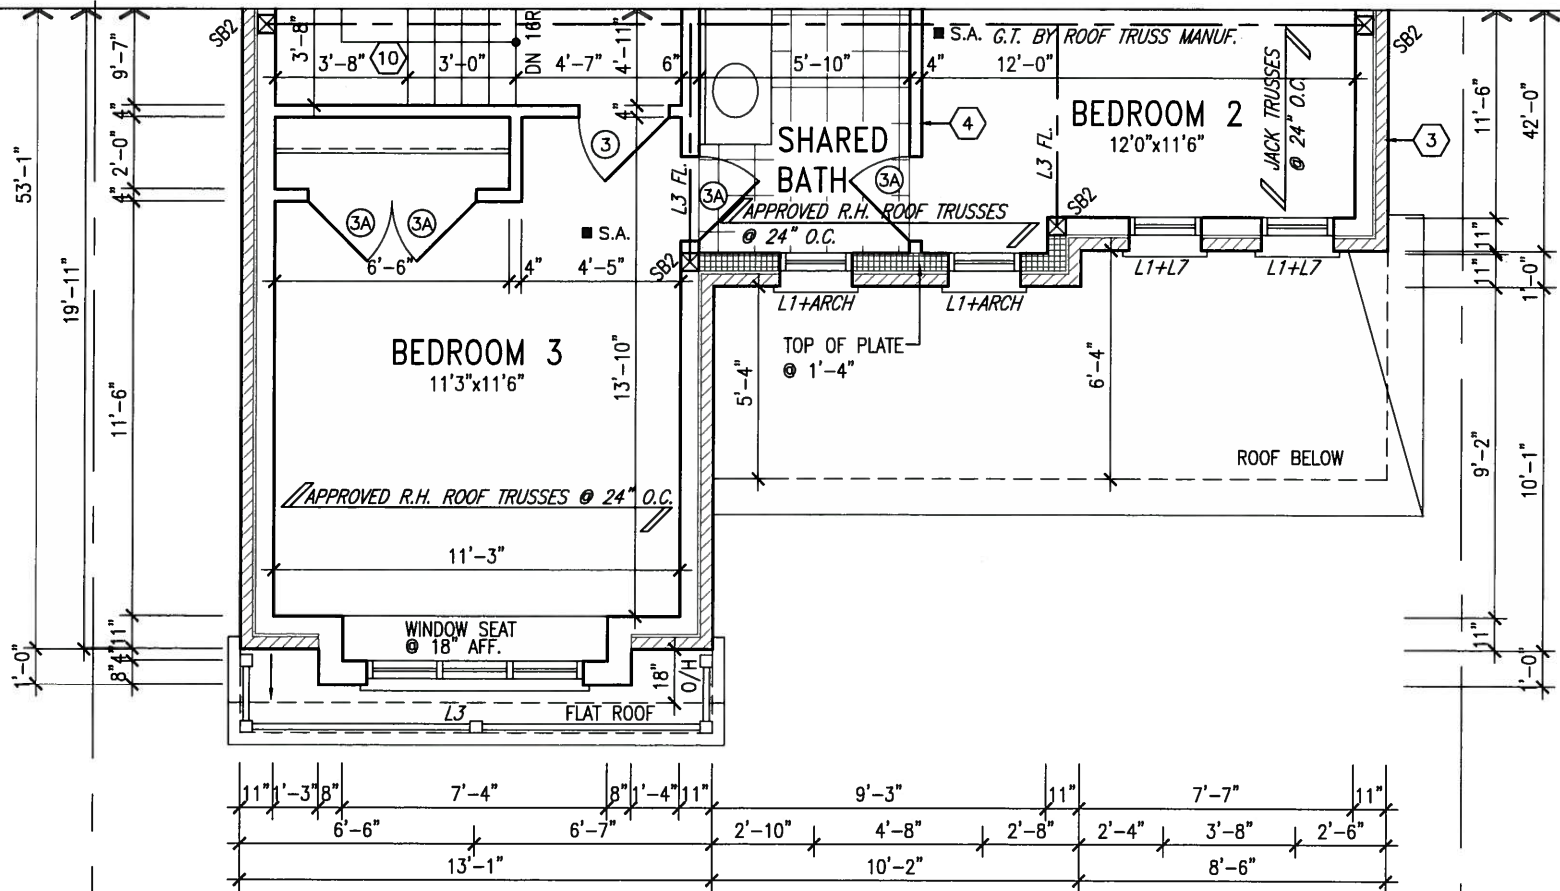 SB2
3'-8"
3'-8"
10
3'-0"
DN 18R
4'-7"
4'-11"
6"
5'-10"
4"
12'-0"
S.A. G.T. BY ROOF TRUSS MANUF.
SB2
9'-7"
4"
2'-0"
4"
53'-1"
19'-11"
11'-6"
11"
4"
8"
1'-0"
3
4"
SHARED
BATH
4
BEDROOM 2
12'0"x11'6"
L3 FL.
JACK TRUSSES
@ 24" O.C.
3
11'-6"
42'-0"
11"
11"
1'-0"
3A
3A
L3 FL.
3A
3A
APPROVED R.H. ROOF TRUSSES
@ 24" O.C.
SB2
S.A.
6'-6"
4"
4'-5"
SB2
L1+ARCH
L1+ARCH
L1+L7
L1+L7
BEDROOM 3
11'3"x11'6"
13'-10"
TOP OF PLATE
@ 1'-4"
5'-4"
6'-4"
ROOF BELOW
9'-2"
10'-1"
11"
1'-0"
APPROVED R.H. ROOF TRUSSES @ 24" O.C.
11'-3"
WINDOW SEAT
@ 18" AFF.
18"
O/H
L3
FLAT ROOF
11"
1'-3"
8"
7'-4"
8"
1'-4"
11"
9'-3"
11"
7'-7"
11"
6'-6"
6'-7"
2'-10"
4'-8"
2'-8"
2'-4"
3'-8"
2'-6"
13'-1"
10'-2"
8'-6"